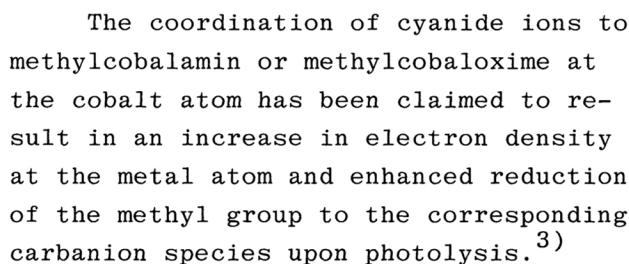 The coordination of cyanide ions to
methylcobalamin or methylcobaloxime at
the cobalt atom has been claimed to re-
sult in an increase in electron density
at the metal atom and enhanced reduction
of the methyl group to the corresponding
carbanion species upon photolysis.3)